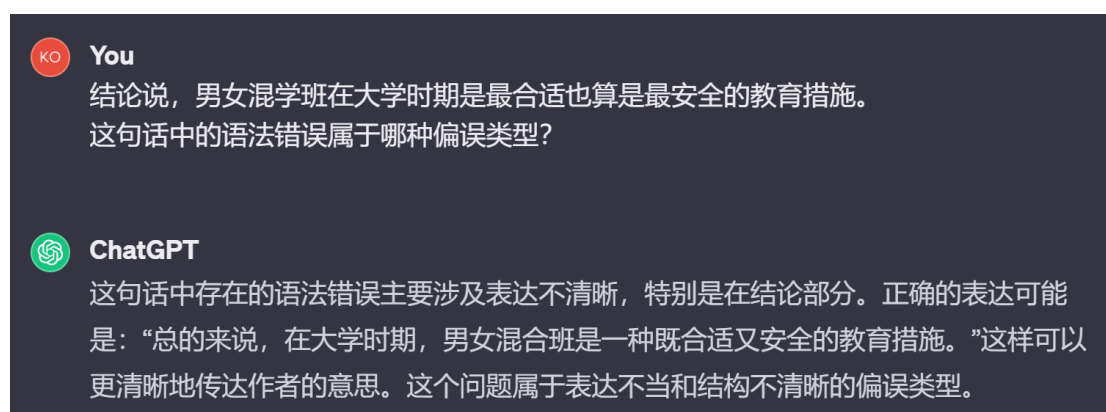 KO
You
结论说，男女混学班在大学时期是最合适也算是最安全的教育措施。
这句话中的语法错误属于哪种偏误类型？
ChatGPT
这句话中存在的语法错误主要涉及表达不清晰，特别是在结论部分。正确的表达可能
是：“总的来说，在大学时期，男女混合班是一种既合适又安全的教育措施。”这样可以
更清晰地传达作者的意思。这个问题属于表达不当和结构不清晰的偏误类型。